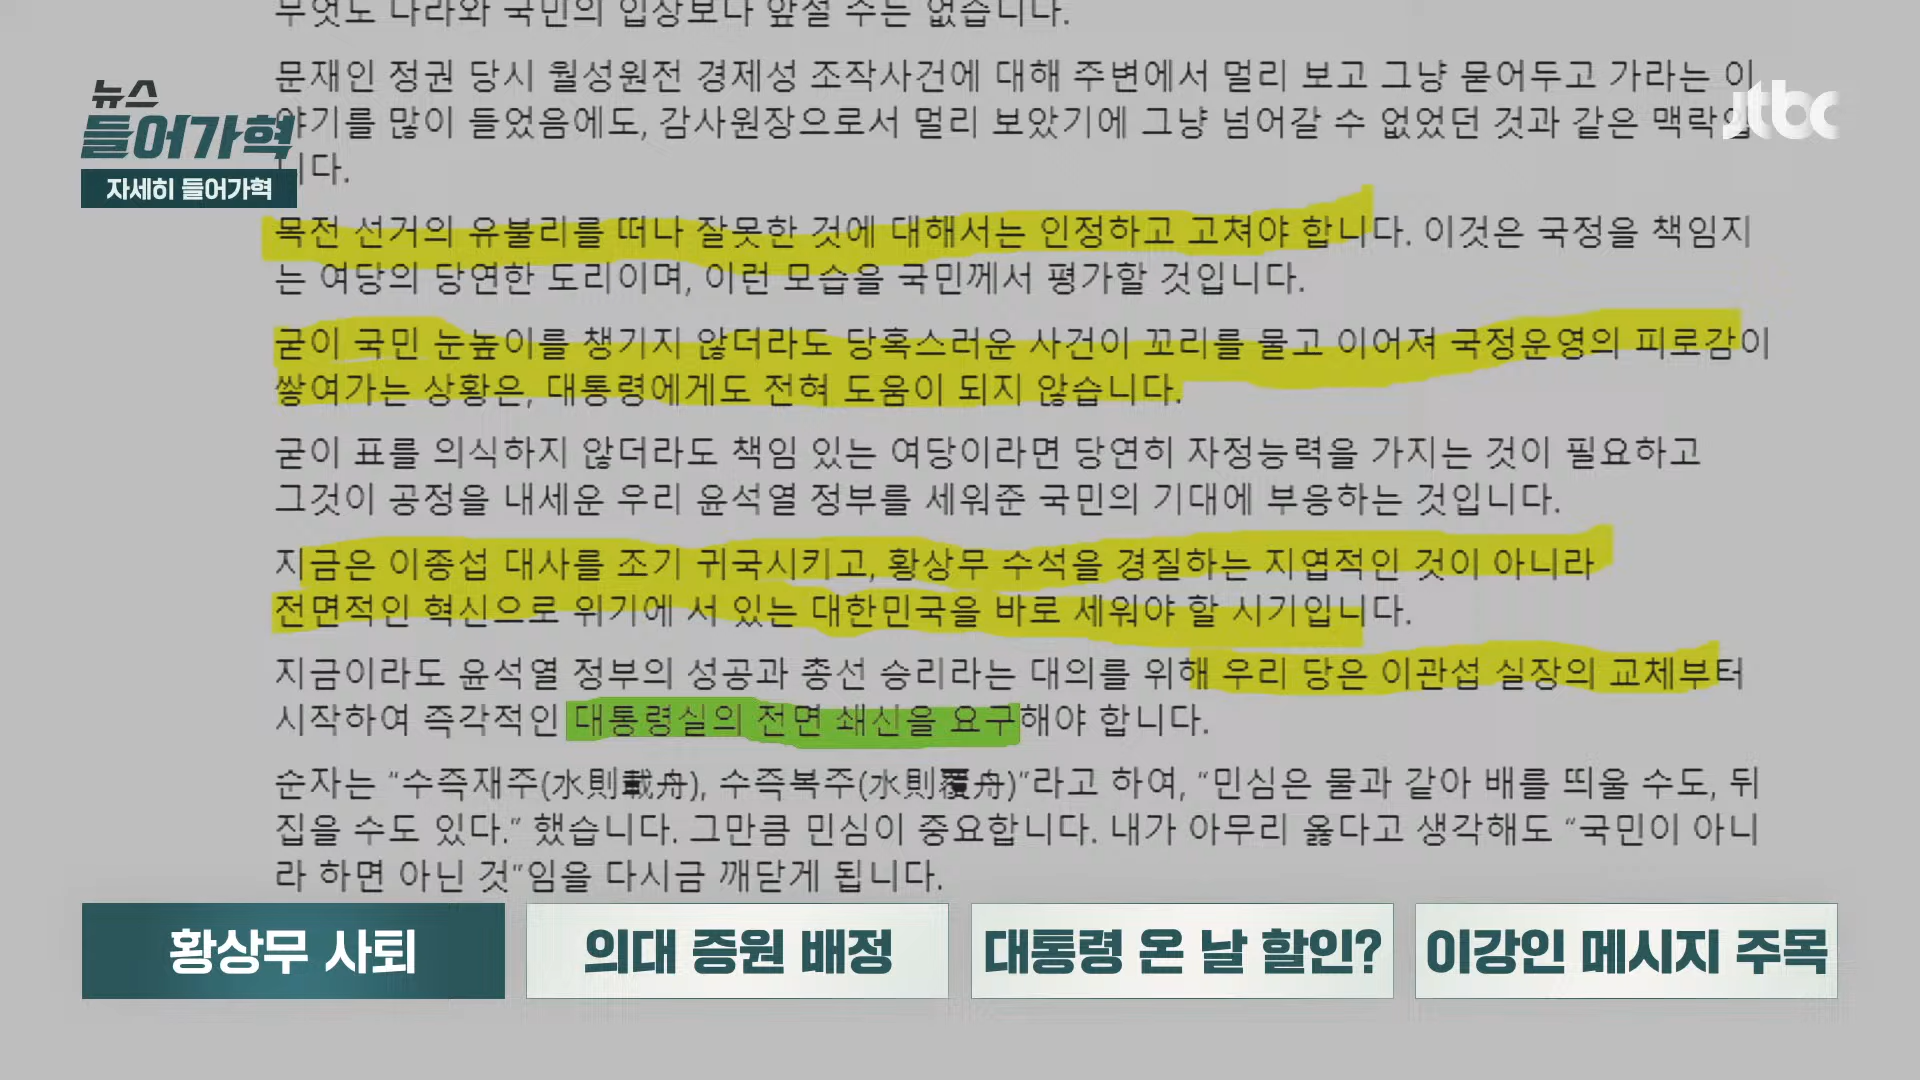 무엇도 나라와 국민의 입장보다 앞설 수는 없습니다.
뉴스
들어가혁
자세히 들어가혁
jtbc
문재인 정권 당시 월성원전 경제성 조작사건에 대해 주변에서 멀리 보고 그냥 묻어두고 가라는 이
야기를 많이 들었음에도, 감사원장으로서 멀리 보았기에 그냥 넘어갈 수 없었던 것과 같은 맥락입
니다.
목전 선거의 유불리를 떠나 잘못한 것에 대해서는 인정하고 고쳐야 합니다. 이것은 국정을 책임지
는 여당의 당연한 도리이며, 이런 모습을 국민께서 평가할 것입니다.
굳이 국민 눈높이를 챙기지 않더라도 당혹스러운 사건이 꼬리를 물고 이어져 국정운영의 피로감이
쌓여가는 상황은, 대통령에게도 전혀 도움이 되지 않습니다.
굳이 표를 의식하지 않더라도 책임 있는 여당이라면 당연히 자정능력을 가지는 것이 필요하고
그것이 공정을 내세운 우리 윤석열 정부를 세워준 국민의 기대에 부응하는 것입니다.
지금은 이종섭 대사를 조기 귀국시키고, 황상무 수석을 경질하는 지엽적인 것이 아니라
전면적인 혁신으로 위기에 서 있는 대한민국을 바로 세워야 할 시기입니다.
지금이라도 윤석열 정부의 성공과 총선 승리라는 대의를 위해 우리 당은 이관섭 실장의 교체부터
시작하여 즉각적인 대통령실의 전면 쇄신을 요구해야 합니다.
순자는 “수즉재주(水則載舟), 수즉복주(水則覆舟)”라고 하여, “민심은 물과 같아 배를 띄울 수도, 뒤
집을 수도 있다.” 했습니다. 그만큼 민심이 중요합니다. 내가 아무리 옳다고 생각해도 “국민이 아니
라 하면 아닌 것”임을 다시금 깨닫게 됩니다.
황상무 사퇴
의대 증원 배정
대통령 온 날 할인?
이강인 메시지 주목